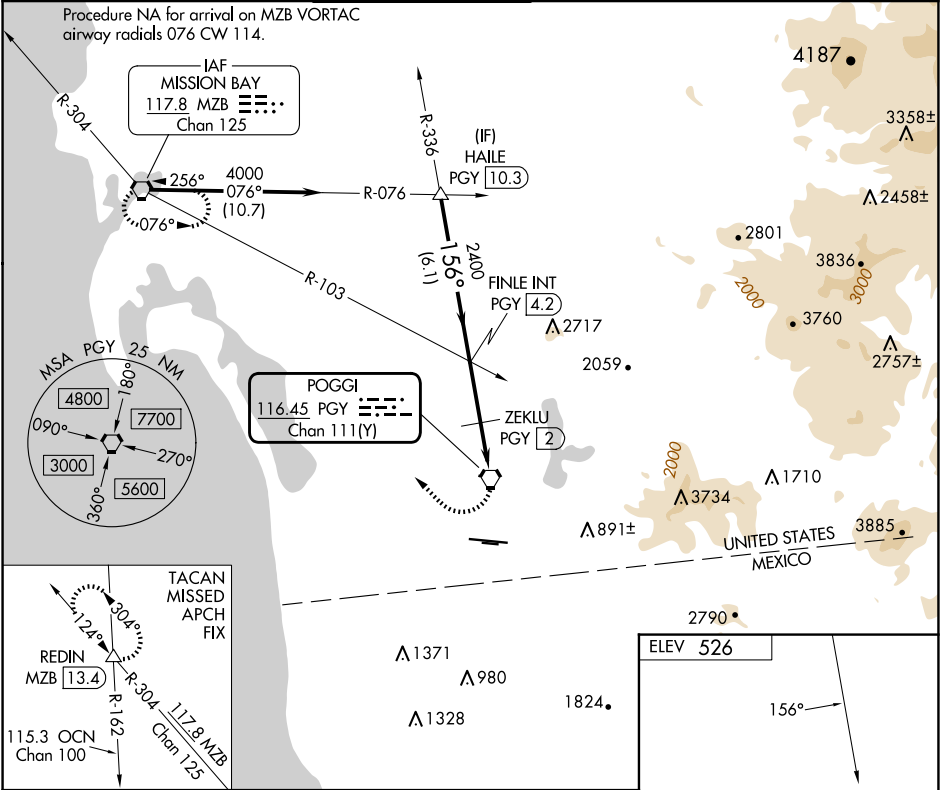 Procedure NA for arrival on MZB VORTAC
airway radials 076 CW 114.
IAF
MISSION BAY
117.8 MZB
Chan 125
R-304
256°
076°
4000
076°
(10.7)
R-076
R-336
(IF)
HAILE
PGY 10.3
2400
156°
(6.1)
R-103
FINLE INT
PGY 4.2
POGGI
116.45 PGY
Chan 111(Y)
ZEKLU
PGY 2
4187
3358±
2458±
2801
3836
3000
2000
3760
2717
2757±
2059
2000
1710
3734
3885
891±
UNITED STATES
MEXICO
2790
1371
980
1824
1328
MSA PGY 25 NM
180°
4800
7700
090°
270°
3000
5600
360°
TACAN
MISSED
APCH
FIX
304°
124°
REDIN
MZB 13.4
R-304
117.8 MZB
Chan 125
R-162
115.3 OCN
Chan 100
ELEV 526
156°